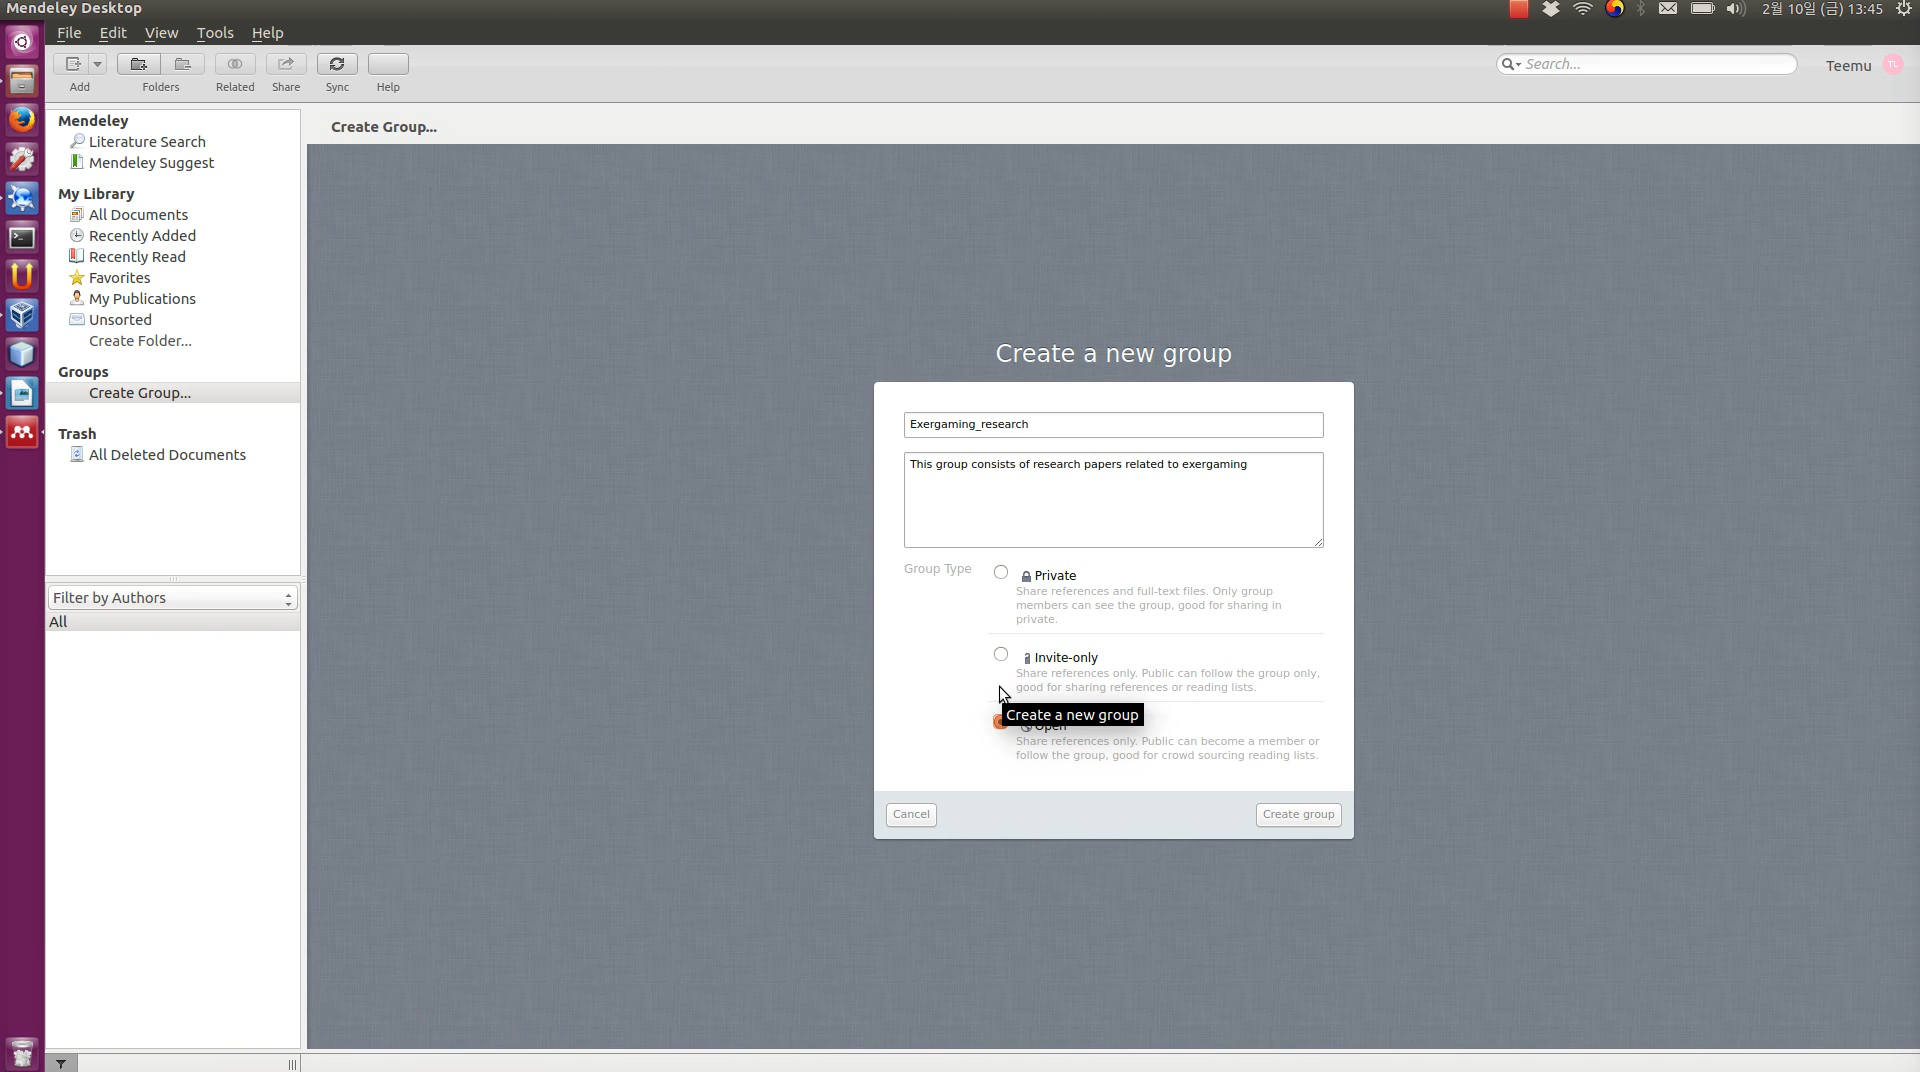 Mendeley Desktop
2월 10일 (금) 13:45
File Edit View Tools Help
Search...
Teemu TL
Add Folders Related Share Sync Help
Mendeley
Literature Search
Mendeley Suggest
My Library
All Documents
Recently Added
Recently Read
Favorites
My Publications
Unsorted
Create Folder...
Groups
Create Group...
Trash
All Deleted Documents
Filter by Authors
All
Create Group...
Create a new group
Exergaming_research
This group consists of research papers related to exergaming
Group Type
Private
Share references and full-text files. Only group
members can see the group, good for sharing in
private.
Invite-only
Share references only. Public can follow the group only,
good for sharing references or reading lists.
Create a new group
Open
Share references only. Public can become a member or
follow the group, good for crowd sourcing reading lists.
Cancel
Create group